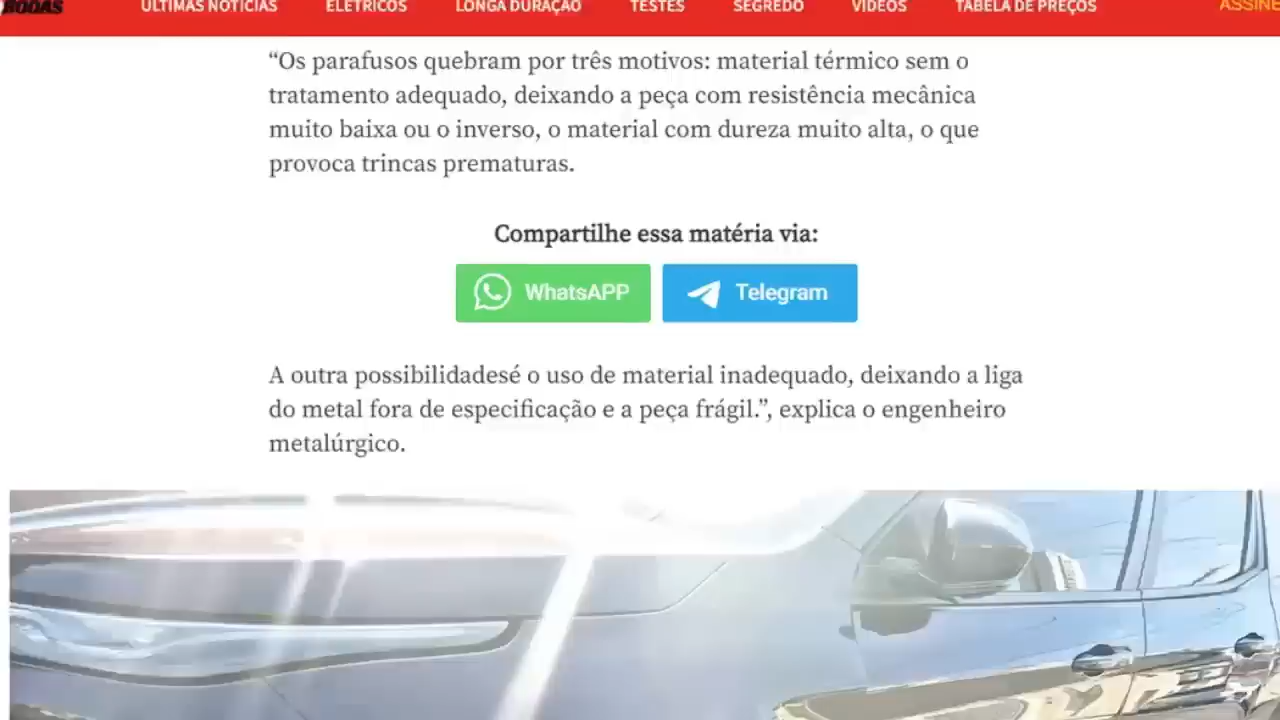 RODAS ÚLTIMAS NOTÍCIAS ELÉTRICOS LONGA DURAÇÃO TESTES SEGREDO VÍDEOS TABELA DE PREÇOS ASSINE
“Os parafusos quebram por três motivos: material térmico sem o
tratamento adequado, deixando a peça com resistência mecânica
muito baixa ou o inverso, o material com dureza muito alta, o que
provoca trincas prematuras.
Compartilhe essa matéria via:
WhatsAPP Telegram
A outra possibilidadesé o uso de material inadequado, deixando a liga
do metal fora de especificação e a peça frágil.”, explica o engenheiro
metalúrgico.